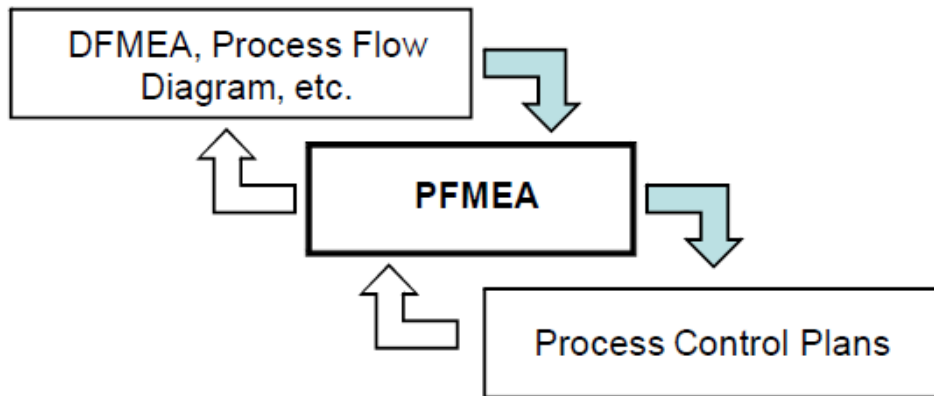 DFMEA, Process Flow
Diagram, etc.
PFMEA
Process Control Plans